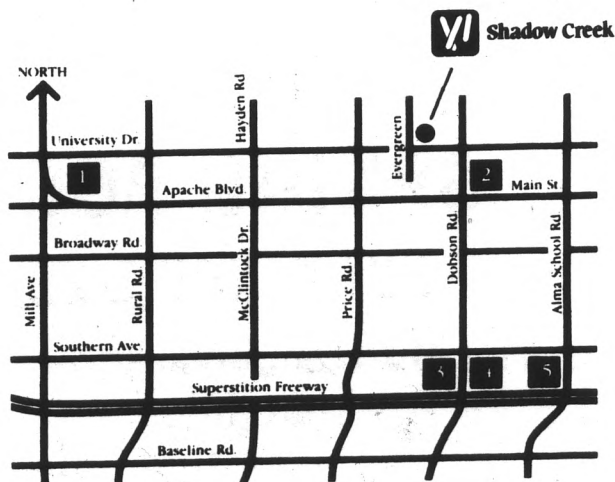 Shadow Creek
NORTH
Hayden Rd
University Dr.
Evergreen
1
2
Apache Blvd.
Main St.
Broadway Rd.
Mill Ave
Rural Rd.
McClintock Dr.
Price Rd.
Dobson Rd.
Alma School Rd.
Southern Ave.
3
4
5
Superstition Freeway
Baseline Rd.